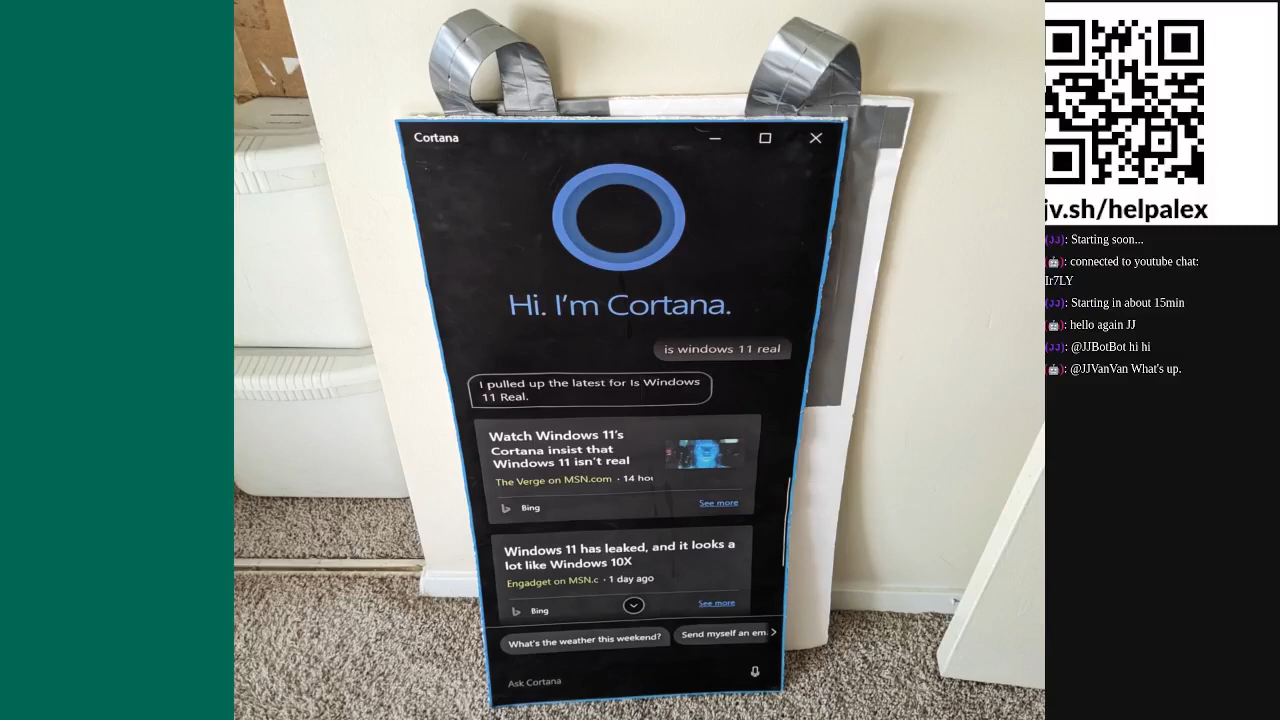 Cortana
Hi. I'm Cortana.
is windows 11 real
I pulled up the latest for Is Windows
11 Real.
Watch Windows 11's
Cortana insist that
Windows 11 isn't real
The Verge on MSN.com · 14 hou
Bing
See more
Windows 11 has leaked, and it looks a
lot like Windows 10X
Engadget on MSN.c · 1 day ago
Bing
See more
What's the weather this weekend?
Send myself an em
Ask Cortana
jv.sh/helpalex
(JJ): Starting soon...
: connected to youtube chat:
Ir7LY
(JJ): Starting in about 15min
: hello again JJ
(JJ): @JJBotBot hi hi
: @JJVanVan What's up.